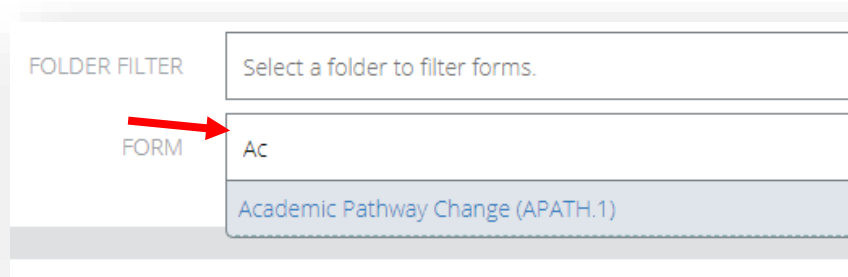 FOLDER FILTER Select a folder to filter forms.
FORM Ac
Academic Pathway Change (APATH.1)